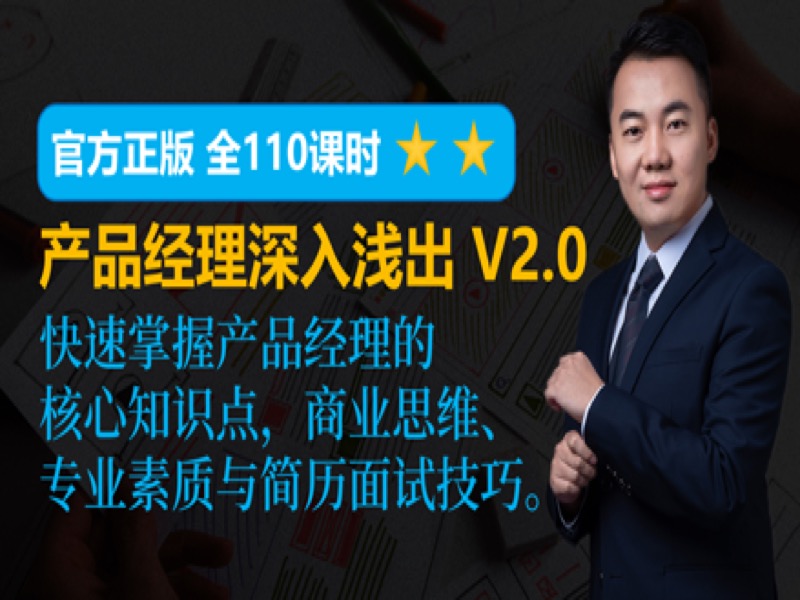 官方正版 全110课时
产品经理深入浅出 V2.0
快速掌握产品经理的
核心知识点，商业思维、
专业素质与简历面试技巧。